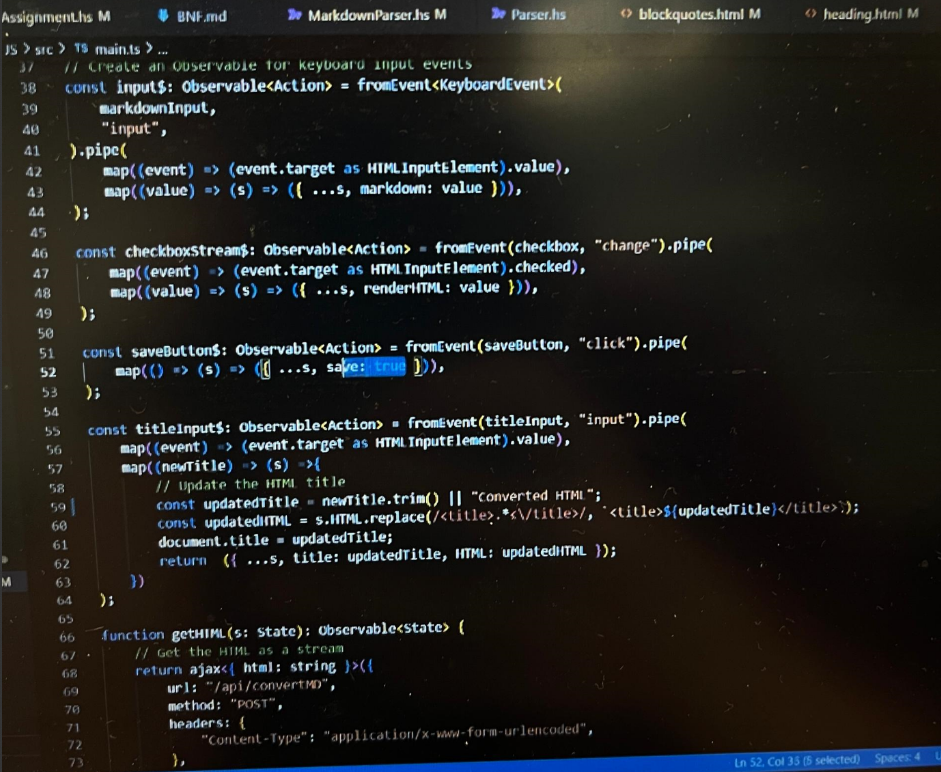 Assignment.hs M BNF.md MarkdownParser.hs M Parser.hs <> blockquotes.html M <> heading.html M
JS > src > TS main.ts > ...
37 // Create an Observable for keyboard input events
38 const input$: Observable<Action> = fromEvent<KeyboardEvent>(
39 markdownInput,
40 "input",
41 ).pipe(
42 map((event) => (event.target as HTMLInputElement).value),
43 map((value) => (s) => ({ ...s, markdown: value })),
44 );
45
46 const checkboxStream$: Observable<Action> = fromEvent(checkbox, "change").pipe(
47 map((event) => (event.target as HTMLInputElement).checked),
48 map((value) => (s) => ({ ...s, renderHTML: value })),
49 );
50
51 const saveButton$: Observable<Action> = fromEvent(saveButton, "click").pipe(
52 map(() => (s) => ({ ...s, save: true })),
53 );
54
55 const titleInput$: Observable<Action> = fromEvent(titleInput, "input").pipe(
56 map((event) => (event.target as HTMLInputElement).value),
57 map((newTitle) => (s) =>{
58 // Update the HTML title
59 const updatedTitle = newTitle.trim() || "Converted HTML";
60 const updatedHTML = s.HTML.replace(/<title>.*<\/title>/, `<title>${updatedTitle}</title>`);
61 document.title = updatedTitle;
62 return ({ ...s, title: updatedTitle, HTML: updatedHTML });
M 63 })
64 );
65
66 function getHTML(s: State): Observable<State> {
67 // Get the HTML as a stream
68 return ajax<{ html: string }>({
69 url: "/api/convertMD",
70 method: "POST",
71 headers: {
72 "Content-Type": "application/x-www-form-urlencoded",
73 },
Ln 52, Col 35 (5 selected) Spaces: 4